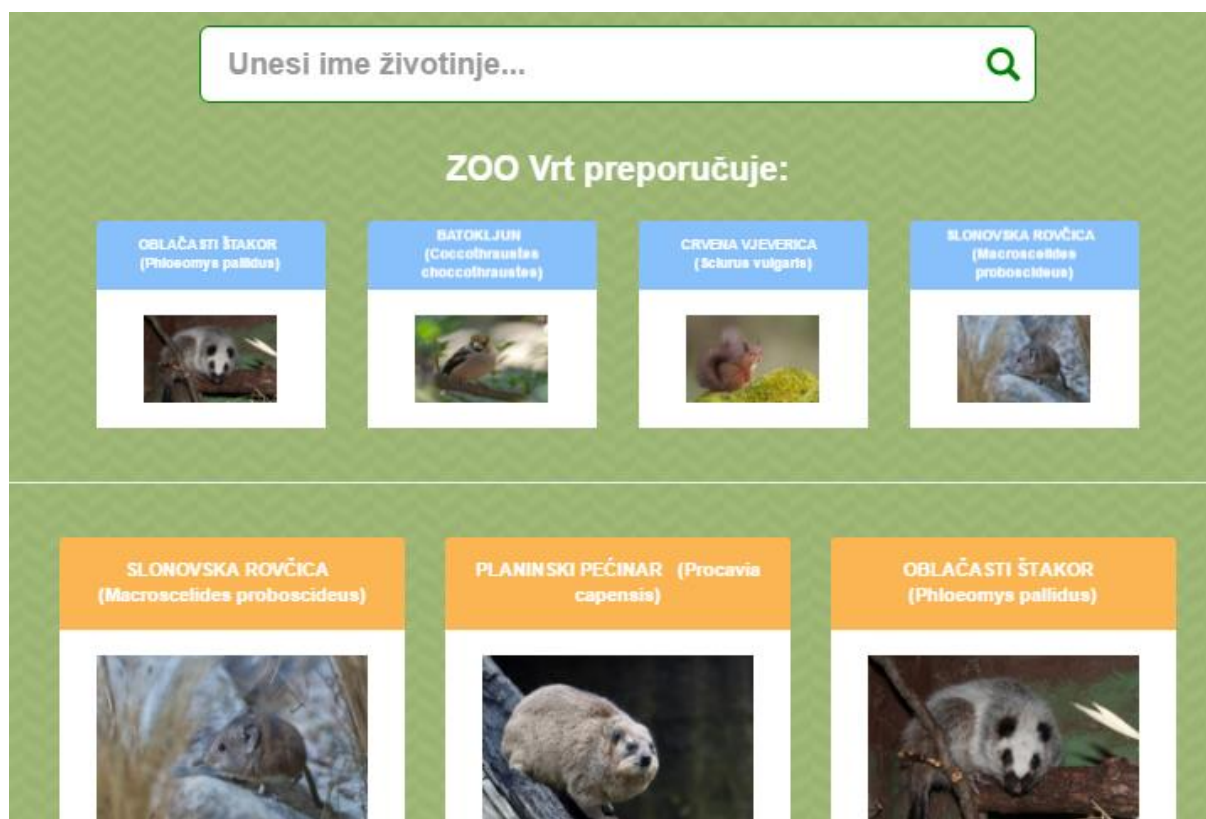 Unesi ime životinje...
ZOO Vrt preporučuje:
OBLAČASTI ŠTAKOR
(Phloeomys pallidus)
BATOKLJUN
(Coccothraustes
choccothraustes)
CRVENA VJEVERICA
(Sciurus vulgaris)
SLONOVSKA ROVČICA
(Macroscelides
proboscideus)
SLONOVSKA ROVČICA
(Macroscelides proboscideus)
PLANINSKI PEĆINAR (Procavia
capensis)
OBLAČASTI ŠTAKOR
(Phloeomys pallidus)